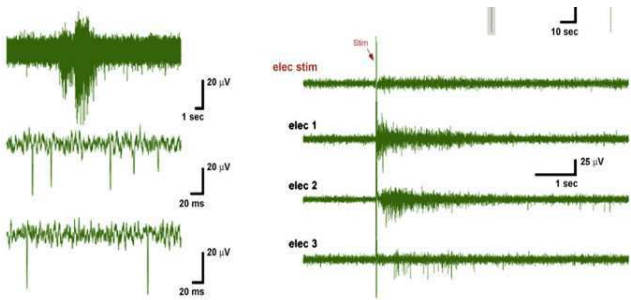 20 µV
1 sec
20 µV
20 ms
20 µV
20 ms
10 sec
Stim
elec stim
elec 1
elec 2
25 µV
1 sec
elec 3